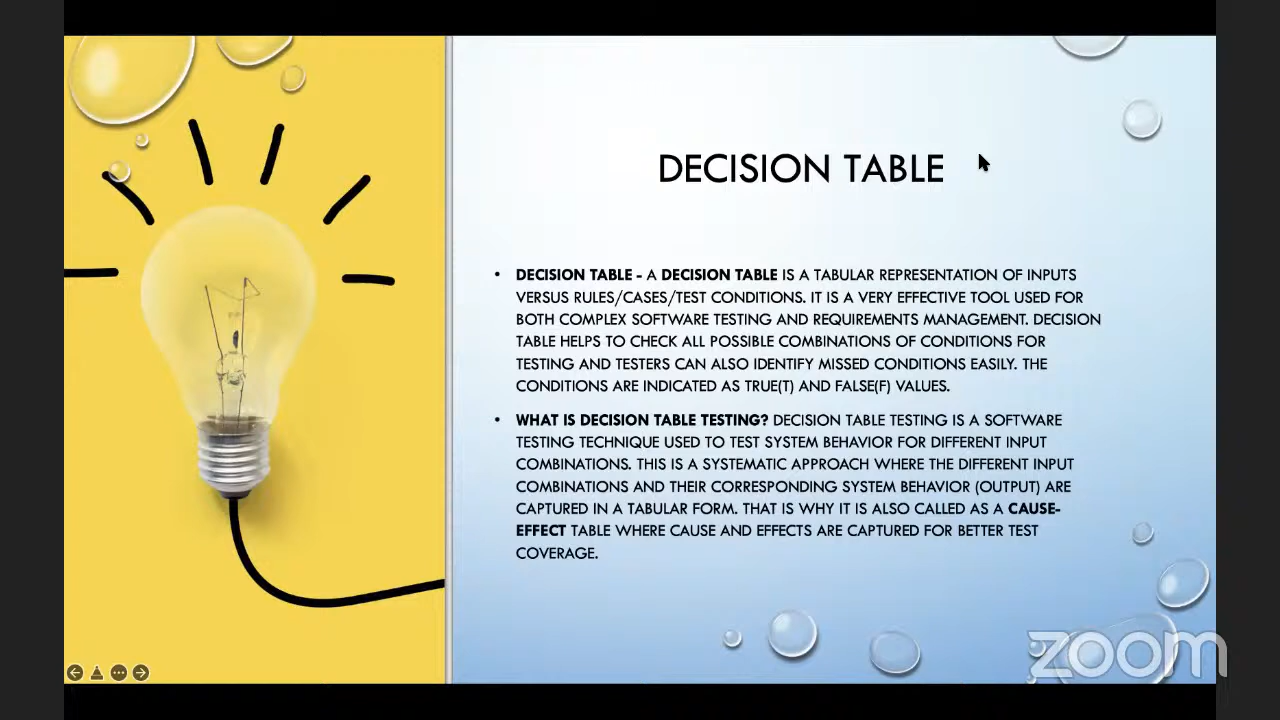 DECISION TABLE
• DECISION TABLE - A DECISION TABLE IS A TABULAR REPRESENTATION OF INPUTS
VERSUS RULES/CASES/TEST CONDITIONS. IT IS A VERY EFFECTIVE TOOL USED FOR
BOTH COMPLEX SOFTWARE TESTING AND REQUIREMENTS MANAGEMENT. DECISION
TABLE HELPS TO CHECK ALL POSSIBLE COMBINATIONS OF CONDITIONS FOR
TESTING AND TESTERS CAN ALSO IDENTIFY MISSED CONDITIONS EASILY. THE
CONDITIONS ARE INDICATED AS TRUE(T) AND FALSE(F) VALUES.
• WHAT IS DECISION TABLE TESTING? DECISION TABLE TESTING IS A SOFTWARE
TESTING TECHNIQUE USED TO TEST SYSTEM BEHAVIOR FOR DIFFERENT INPUT
COMBINATIONS. THIS IS A SYSTEMATIC APPROACH WHERE THE DIFFERENT INPUT
COMBINATIONS AND THEIR CORRESPONDING SYSTEM BEHAVIOR (OUTPUT) ARE
CAPTURED IN A TABULAR FORM. THAT IS WHY IT IS ALSO CALLED AS A CAUSE-
EFFECT TABLE WHERE CAUSE AND EFFECTS ARE CAPTURED FOR BETTER TEST
COVERAGE.
zoom